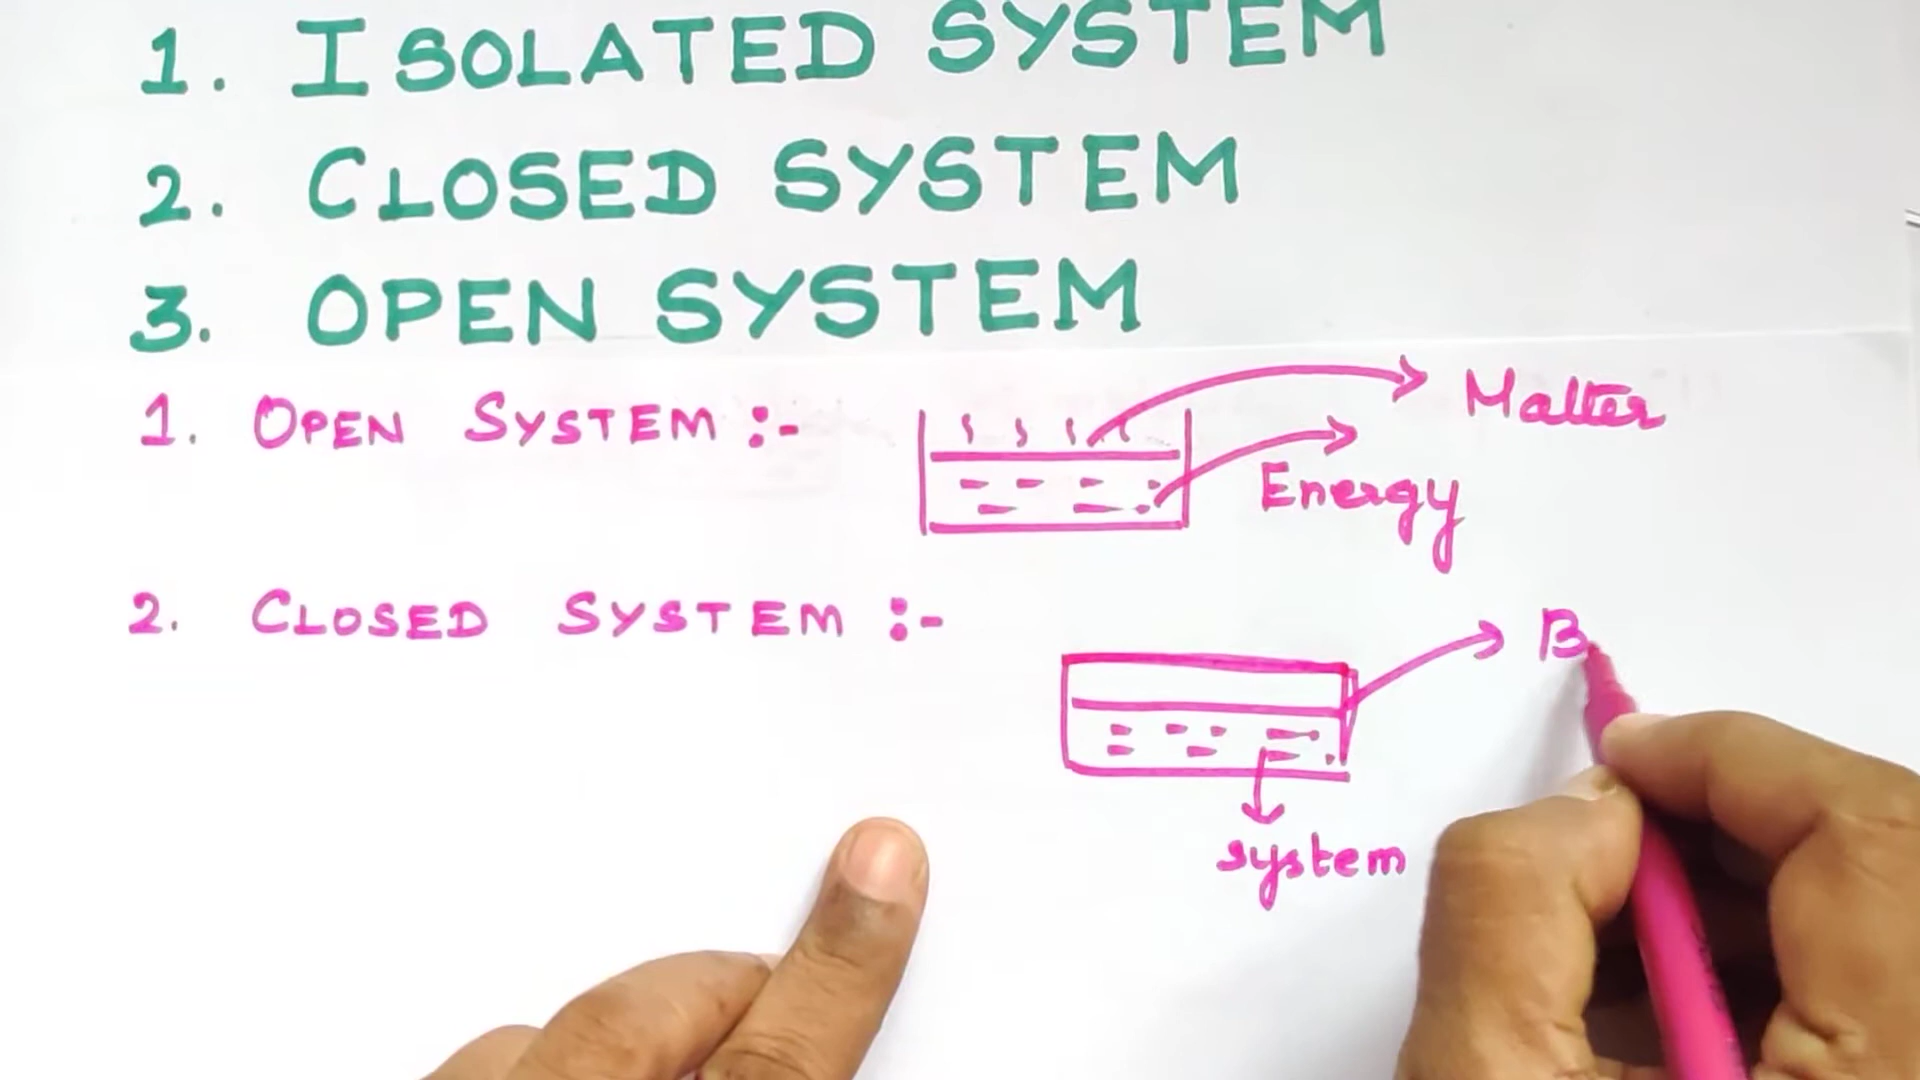 1. ISOLATED SYSTEM
2. CLOSED SYSTEM
3. OPEN SYSTEM
1. OPEN SYSTEM :-
Matter
Energy
2. CLOSED SYSTEM :-
B
system